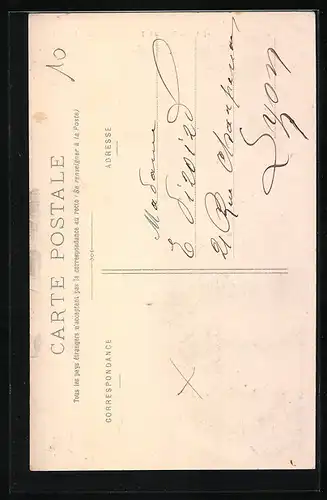 10
CARTE POSTALE
Tous les pays étrangers n'acceptent pas la correspondance au recto (Se renseigner à la Poste)
CORRESPONDANCE
ADRESSE
Madame
E
21 Rue
Lyon